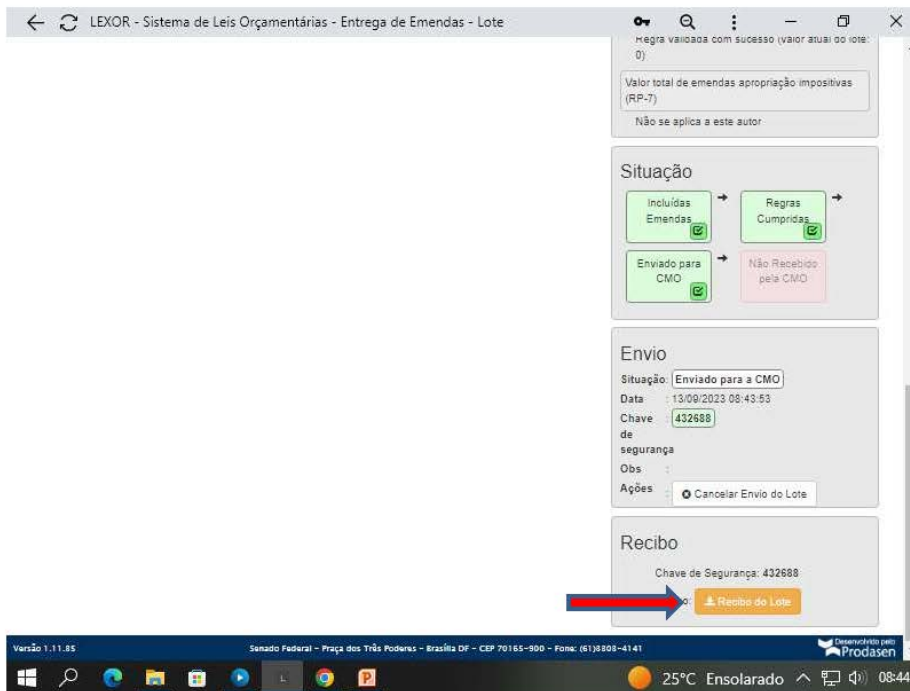 LEXOR - Sistema de Leis Orçamentárias - Entrega de Emendas - Lote
Regra validada com sucesso (valor atual do lote:
0)
Valor total de emendas apropriação impositivas
(RP-7)
Não se aplica a este autor
Situação
Incluídas
Emendas
Regras
Cumpridas
Enviado para
CMO
Não Recebido
pela CMO
Envio
Situação: Enviado para a CMO
Data : 13/09/2023 08:43:53
Chave : 432688
de
segurança
Obs :
Ações : Cancelar Envio do Lote
Recibo
Chave de Segurança: 432688
o: Recibo do Lote
Versão 1.11.85
Senado Federal - Praça dos Três Poderes - Brasília DF - CEP 70165-900 - Fone: (61)8808-4141
Desenvolvido pelo
Prodasen
L
P
25°C Ensolarado
08:44